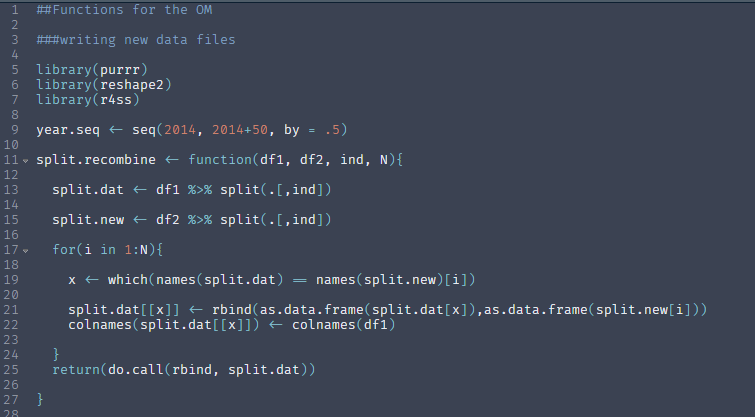 1 ##Functions for the OM
2
3 ###writing new data files
4
5 library(purrr)
6 library(reshape2)
7 library(r4ss)
8
9 year.seq <- seq(2014, 2014+50, by = .5)
10
11 split.recombine <- function(df1, df2, ind, N){
12
13 split.dat <- df1 %>% split(.[,ind])
14
15 split.new <- df2 %>% split(.[,ind])
16
17 for(i in 1:N){
18
19 x <- which(names(split.dat) == names(split.new)[i])
20
21 split.dat[[x]] <- rbind(as.data.frame(split.dat[x]),as.data.frame(split.new[i]))
22 colnames(split.dat[[x]]) <- colnames(df1)
23
24 }
25 return(do.call(rbind, split.dat))
26
27 }
28